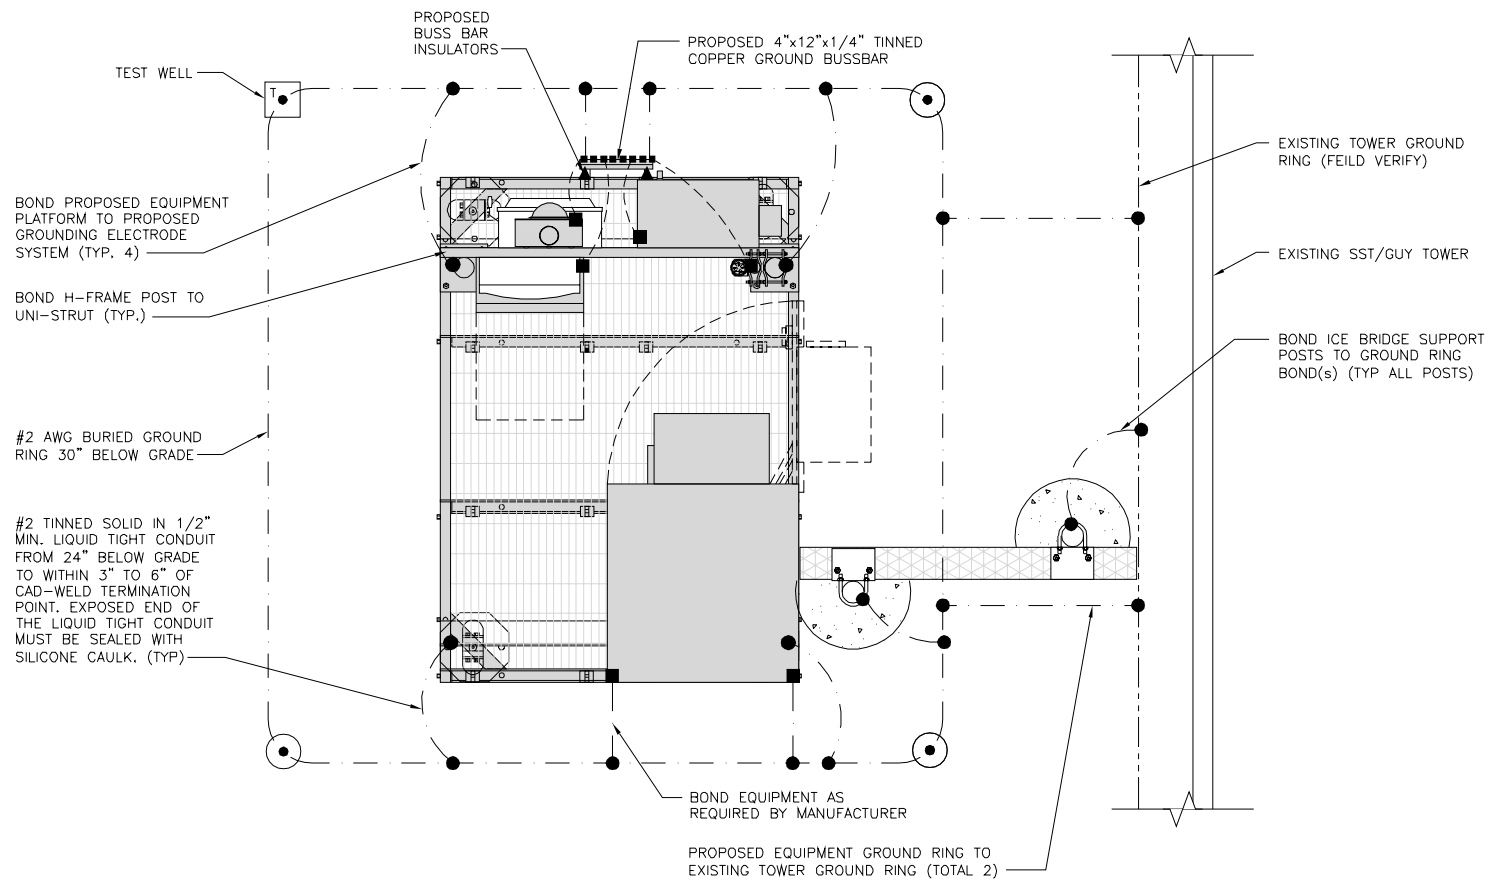 PROPOSED
BUSS BAR
INSULATORS
PROPOSED 4"x12"x1/4" TINNED
COPPER GROUND BUSSBAR
TEST WELL
T
EXISTING TOWER GROUND
RING (FEILD VERIFY)
BOND PROPOSED EQUIPMENT
PLATFORM TO PROPOSED
GROUNDING ELECTRODE
SYSTEM (TYP. 4)
EXISTING SST/GUY TOWER
BOND H-FRAME POST TO
UNI-STRUT (TYP.)
BOND ICE BRIDGE SUPPORT
POSTS TO GROUND RING
BOND(s) (TYP ALL POSTS)
#2 AWG BURIED GROUND
RING 30" BELOW GRADE
#2 TINNED SOLID IN 1/2"
MIN. LIQUID TIGHT CONDUIT
FROM 24" BELOW GRADE
TO WITHIN 3" TO 6" OF
CAD-WELD TERMINATION
POINT. EXPOSED END OF
THE LIQUID TIGHT CONDUIT
MUST BE SEALED WITH
SILICONE CAULK. (TYP)
BOND EQUIPMENT AS
REQUIRED BY MANUFACTURER
PROPOSED EQUIPMENT GROUND RING TO
EXISTING TOWER GROUND RING (TOTAL 2)